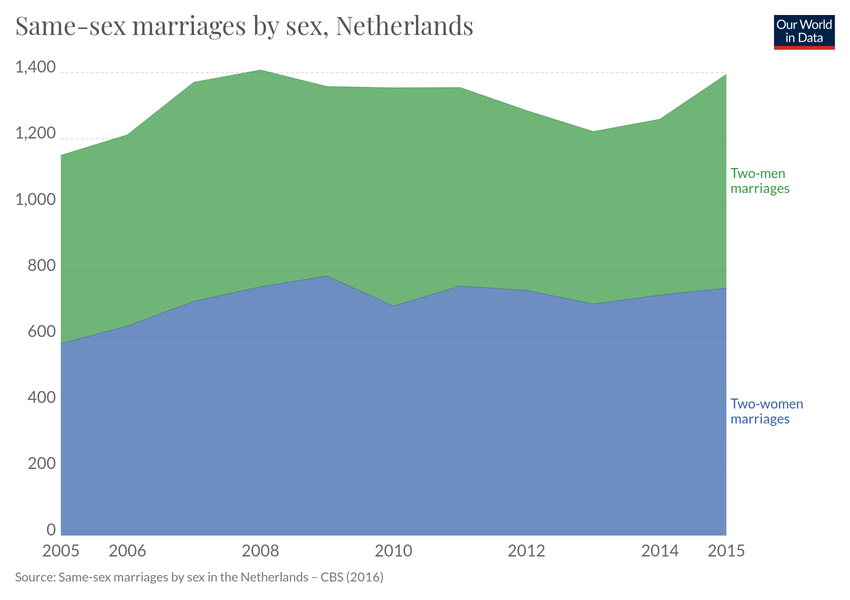 Same-sex marriages by sex, Netherlands
Our World
in Data
1,400
1,200
1,000
800
600
400
200
0
Two-men
marriages
Two-women
marriages
2005 2006 2008 2010 2012 2014 2015
Source: Same-sex marriages by sex in the Netherlands – CBS (2016)